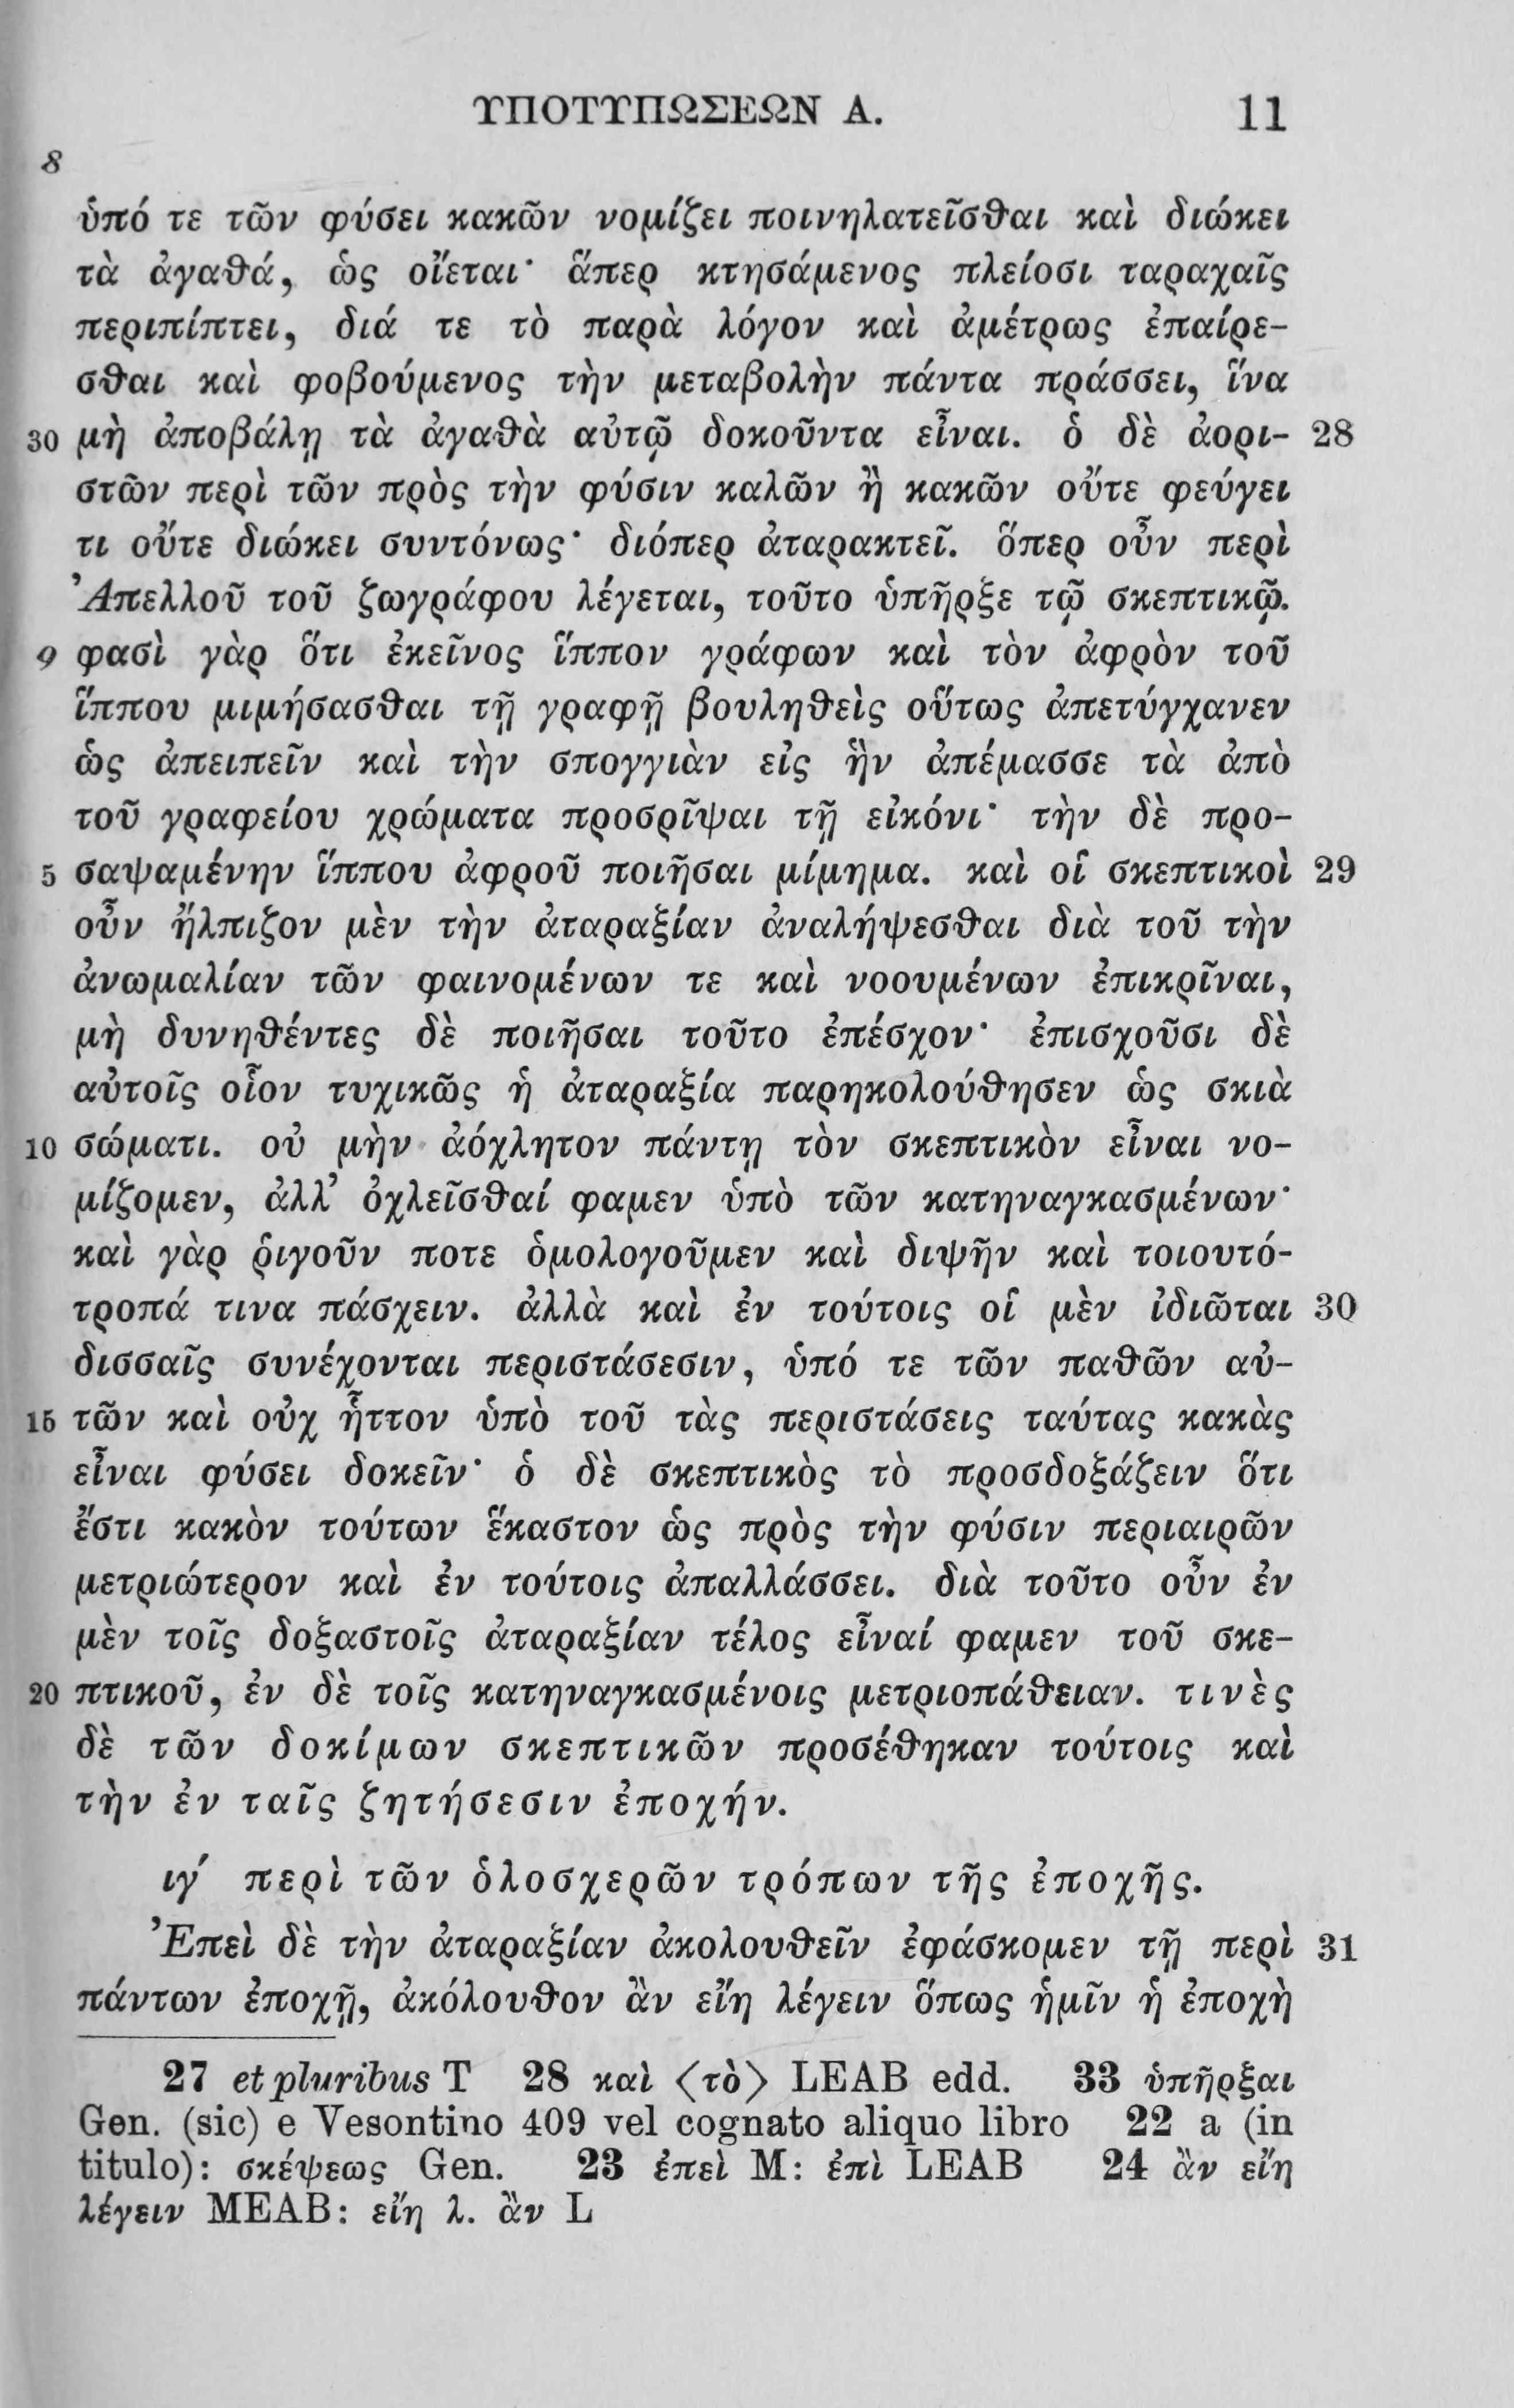 ΥΠΟΤΥΠΩΣΕΩΝ Α. 11
8
ὑπό τε τῶν φύσει κακῶν νομίζει ποινηλατεῖσθαι καὶ διώκει
τὰ ἀγαθά, ὡς οἴεται· ἅπερ κτησάμενος πλείοσι ταραχαῖς
περιπίπτει, διά τε τὸ παρὰ λόγον καὶ ἀμέτρως ἐπαίρε-
σθαι καὶ φοβούμενος τὴν μεταβολὴν πάντα πράσσει, ἵνα
30 μὴ ἀποβάλῃ τὰ ἀγαθὰ αὐτῷ δοκοῦντα εἶναι. ὁ δὲ ἀορι- 28
στῶν περὶ τῶν πρὸς τὴν φύσιν καλῶν ἢ κακῶν οὔτε φεύγει
τι οὔτε διώκει συντόνως· διόπερ ἀταρακτεῖ. ὅπερ οὖν περὶ
Ἀπελλοῦ τοῦ ζωγράφου λέγεται, τοῦτο ὑπῆρξε τῷ σκεπτικῷ.
9 φασὶ γὰρ ὅτι ἐκεῖνος ἵππον γράφων καὶ τὸν ἀφρὸν τοῦ
ἵππου μιμήσασθαι τῇ γραφῇ βουληθεὶς οὕτως ἀπετύγχανεν
ὡς ἀπειπεῖν καὶ τὴν σπογγιὰν εἰς ἣν ἀπέμασσε τὰ ἀπὸ
τοῦ γραφείου χρώματα προσρῖψαι τῇ εἰκόνι· τὴν δὲ προ-
5 σαψαμένην ἵππου ἀφροῦ ποιῆσαι μίμημα. καὶ οἱ σκεπτικοὶ 29
οὖν ἤλπιζον μὲν τὴν ἀταραξίαν ἀναλήψεσθαι διὰ τοῦ τὴν
ἀνωμαλίαν τῶν φαινομένων τε καὶ νοουμένων ἐπικρῖναι,
μὴ δυνηθέντες δὲ ποιῆσαι τοῦτο ἐπέσχον· ἐπισχοῦσι δὲ
αὐτοῖς οἷον τυχικῶς ἡ ἀταραξία παρηκολούθησεν ὡς σκιὰ
10 σώματι. οὐ μὴν ἀόχλητον πάντῃ τὸν σκεπτικὸν εἶναι νο-
μίζομεν, ἀλλ’ ὀχλεῖσθαί φαμεν ὑπὸ τῶν κατηναγκασμένων·
καὶ γὰρ ῥιγοῦν ποτε ὁμολογοῦμεν καὶ διψῆν καὶ τοιουτό-
τροπά τινα πάσχειν. ἀλλὰ καὶ ἐν τούτοις οἱ μὲν ἰδιῶται 30
δισσαῖς συνέχονται περιστάσεσιν, ὑπό τε τῶν παθῶν αὐ-
15 τῶν καὶ οὐχ ἧττον ὑπὸ τοῦ τὰς περιστάσεις ταύτας κακὰς
εἶναι φύσει δοκεῖν· ὁ δὲ σκεπτικὸς τὸ προσδοξάζειν ὅτι
ἔστι κακὸν τούτων ἕκαστον ὡς πρὸς τὴν φύσιν περιαιρῶν
μετριώτερον καὶ ἐν τούτοις ἀπαλλάσσει. διὰ τοῦτο οὖν ἐν
μὲν τοῖς δοξαστοῖς ἀταραξίαν τέλος εἶναί φαμεν τοῦ σκε-
20 πτικοῦ, ἐν δὲ τοῖς κατηναγκασμένοις μετριοπάθειαν. τινὲς
δὲ τῶν δοκίμων σκεπτικῶν προσέθηκαν τούτοις καὶ
τὴν ἐν ταῖς ζητήσεσιν ἐποχήν.
ιγ′ περὶ τῶν ὁλοσχερῶν τρόπων τῆς ἐποχῆς.
Ἐπεὶ δὲ τὴν ἀταραξίαν ἀκολουθεῖν ἐφάσκομεν τῇ περὶ 31
πάντων ἐποχῇ, ἀκόλουθον ἂν εἴη λέγειν ὅπως ἡμῖν ἡ ἐποχὴ
27 et pluribus T 28 καὶ ⟨τὸ⟩ LEAB edd. 33 ὑπῆρξαι
Gen. (sic) e Vesontino 409 vel cognato aliquo libro 22 a (in
titulo): σκέψεως Gen. 23 ἐπεὶ M: ἐπὶ LEAB 24 ἂν εἴη
λέγειν MEAB: εἴη λ. ἂν L